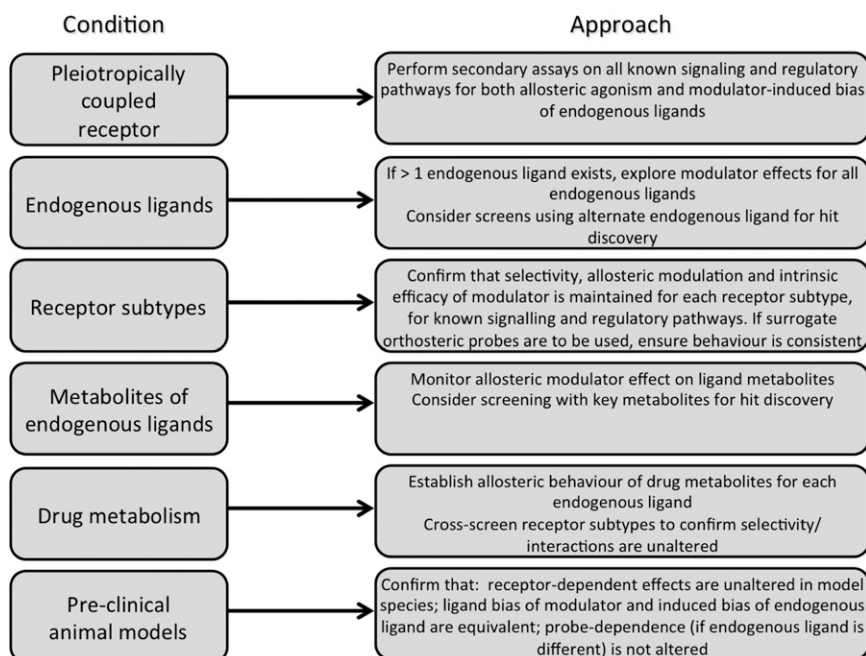 Condition
Approach
Pleiotropically
coupled
receptor
Perform secondary assays on all known signaling and regulatory
pathways for both allosteric agonism and modulator-induced bias
of endogenous ligands
Endogenous ligands
If > 1 endogenous ligand exists, explore modulator effects for all
endogenous ligands
Consider screens using alternate endogenous ligand for hit
discovery
Receptor subtypes
Confirm that selectivity, allosteric modulation and intrinsic
efficacy of modulator is maintained for each receptor subtype,
for known signalling and regulatory pathways. If surrogate
orthosteric probes are to be used, ensure behaviour is consistent
Metabolites of
endogenous ligands
Monitor allosteric modulator effect on ligand metabolites
Consider screening with key metabolites for hit discovery
Drug metabolism
Establish allosteric behaviour of drug metabolites for each
endogenous ligand
Cross-screen receptor subtypes to confirm selectivity/
interactions are unaltered
Pre-clinical
animal models
Confirm that: receptor-dependent effects are unaltered in model
species; ligand bias of modulator and induced bias of endogenous
ligand are equivalent; probe-dependence (if endogenous ligand is
different) is not altered